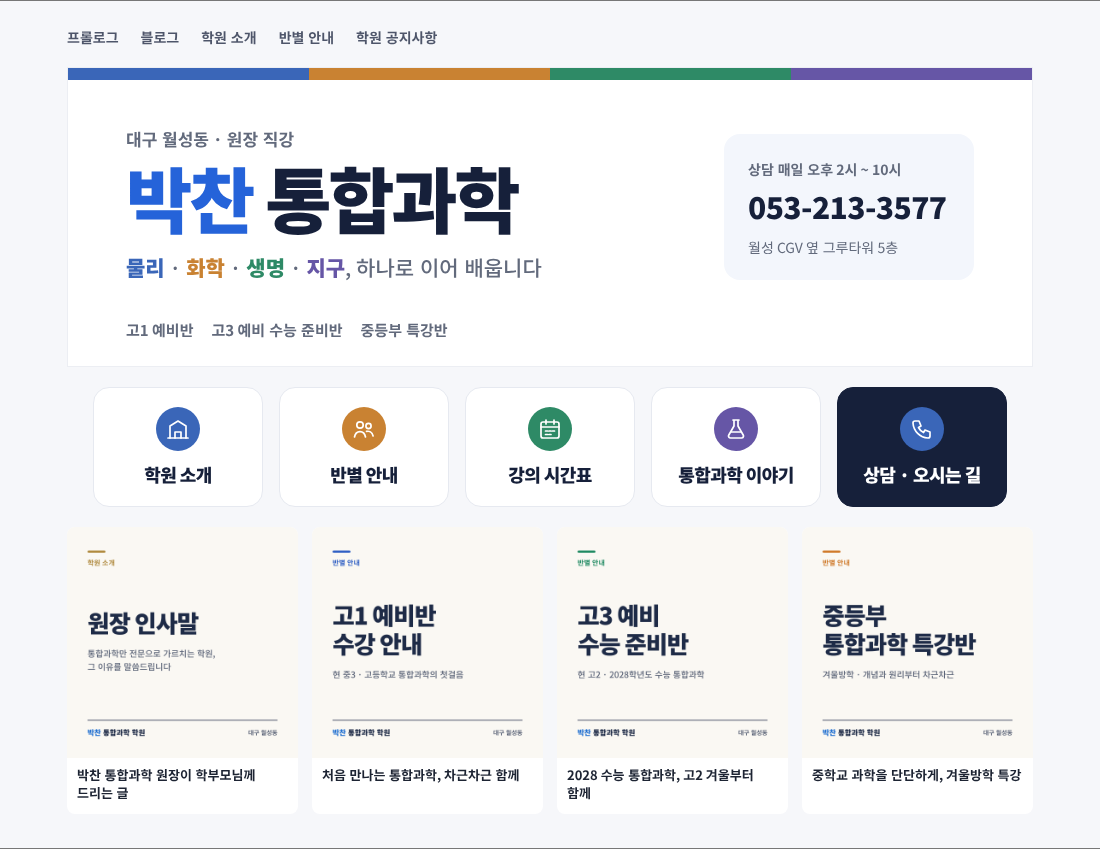 프롤로그 블로그 학원 소개 반별 안내 학원 공지사항
대구 월성동 · 원장 직강
박찬 통합과학
물리 · 화학 · 생명 · 지구, 하나로 이어 배웁니다
고1 예비반 고3 예비 수능 준비반 중등부 특강반
상담 매일 오후 2시 ~ 10시
053-213-3577
월성 CGV 옆 그루타워 5층
학원 소개
반별 안내
강의 시간표
통합과학 이야기
상담 · 오시는 길
학원 소개
원장 인사말
통합과학만 전문으로 가르치는 학원,
그 이유를 말씀드립니다
박찬 통합과학 학원 대구 월성동
박찬 통합과학 원장이 학부모님께
드리는 글
반별 안내
고1 예비반
수강 안내
현 중3 · 고등학교 통합과학의 첫걸음
박찬 통합과학 학원 대구 월성동
처음 만나는 통합과학, 차근차근 함께
반별 안내
고3 예비
수능 준비반
현 고2 · 2028학년도 수능 통합과학
박찬 통합과학 학원 대구 월성동
2028 수능 통합과학, 고2 겨울부터
함께
반별 안내
중등부
통합과학 특강반
겨울방학 · 개념과 원리부터 차근차근
박찬 통합과학 학원 대구 월성동
중학교 과학을 단단하게, 겨울방학 특강